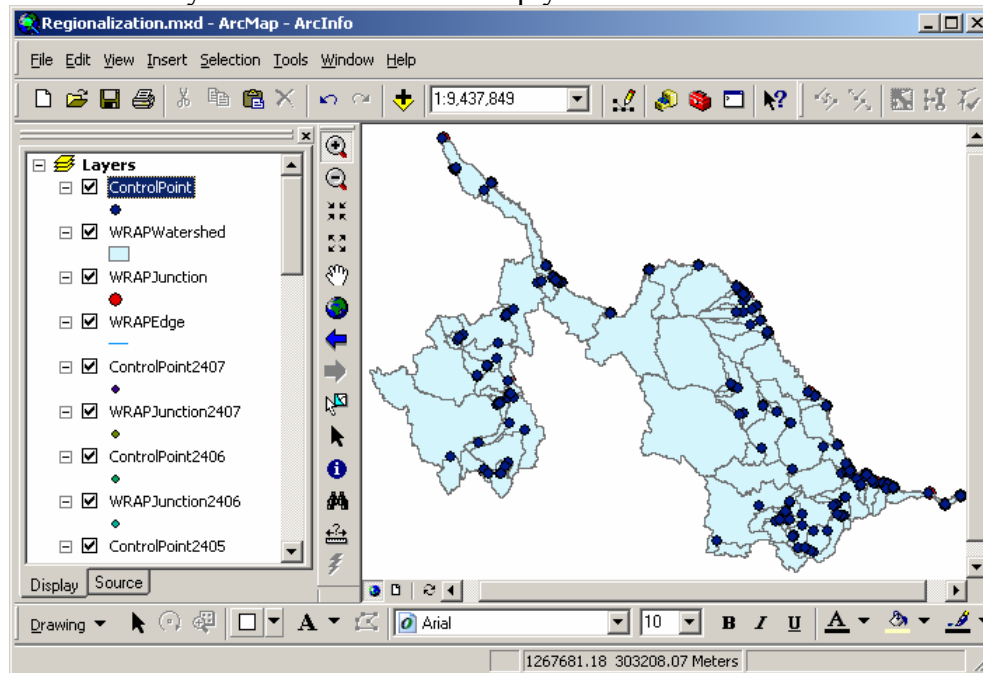 Regionalization.mxd - ArcMap - ArcInfo
File Edit View Insert Selection Tools Window Help
1:9,437,849
Layers
ControlPoint
WRAPWatershed
WRAPJunction
WRAPEdge
ControlPoint2407
WRAPJunction2407
ControlPoint2406
WRAPJunction2406
ControlPoint2405
Display Source
Drawing A Arial 10 B I U A
1267681.18 303208.07 Meters